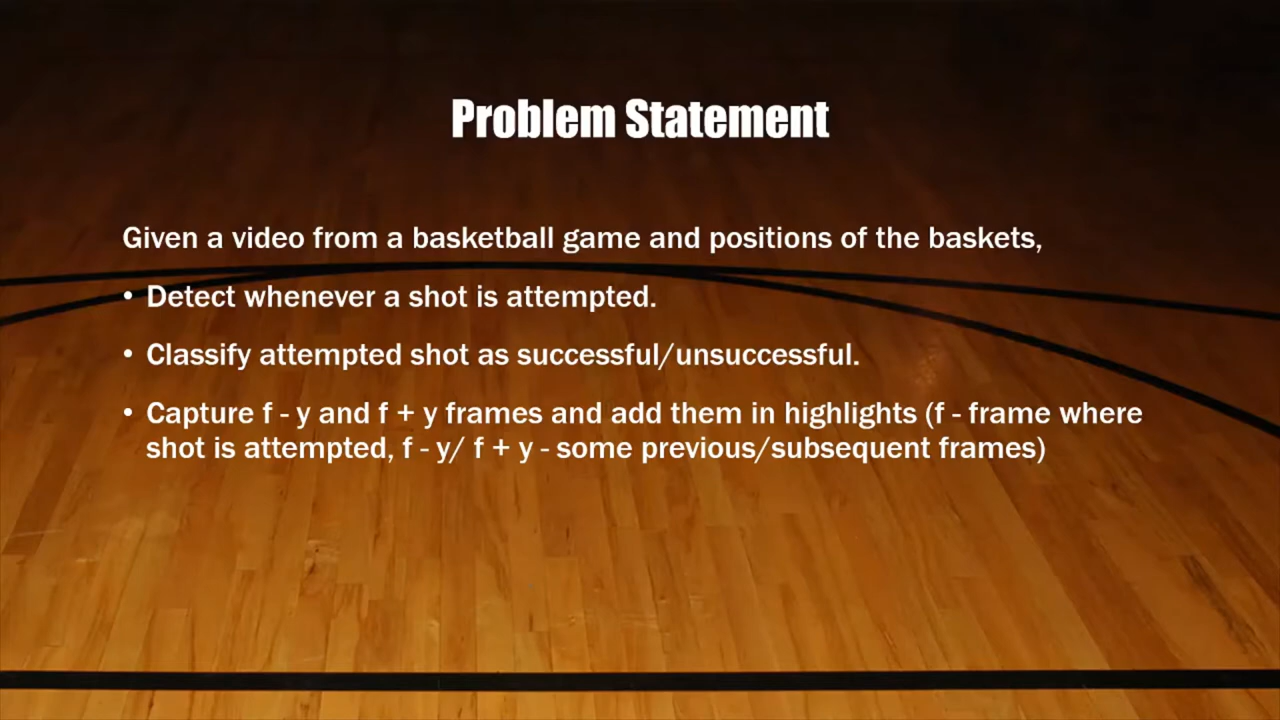 Problem Statement
Given a video from a basketball game and positions of the baskets,
• Detect whenever a shot is attempted.
• Classify attempted shot as successful/unsuccessful.
• Capture f - y and f + y frames and add them in highlights (f - frame where
shot is attempted, f - y/ f + y - some previous/subsequent frames)